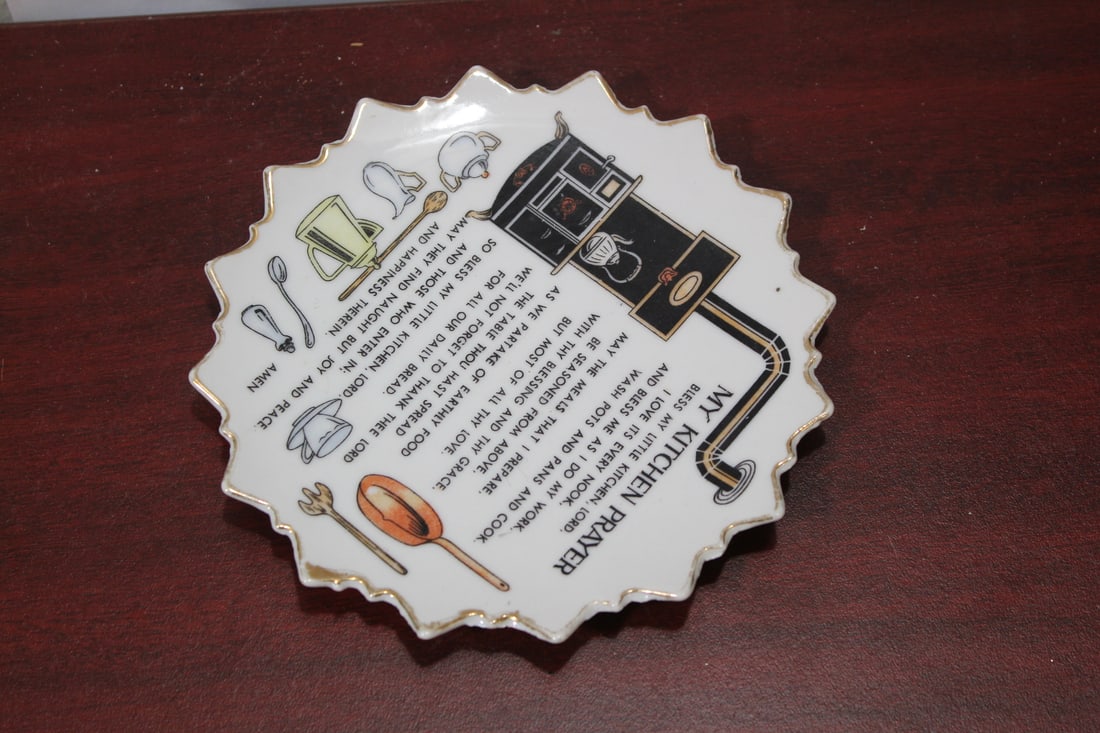 MY KITCHEN PRAYER
BLESS MY LITTLE KITCHEN, LORD,
I LOVE ITS EVERY NOOK,
AND BLESS ME AS I DO MY WORK,
WASH POTS AND PANS AND COOK.
MAY THE MEALS THAT I PREPARE,
BE SEASONED FROM ABOVE,
WITH THY BLESSING AND THY GRACE,
BUT MOST OF ALL THY LOVE.
AS WE PARTAKE OF EARTHLY FOOD
THE TABLE THOU HAST SPREAD
WE'LL NOT FORGET TO THANK THEE LORD
FOR ALL OUR DAILY BREAD.
SO BLESS MY LITTLE KITCHEN, LORD,
AND THOSE WHO ENTER IN;
MAY THEY FIND NAUGHT BUT JOY AND PEACE
AND HAPPINESS THEREIN.
AMEN